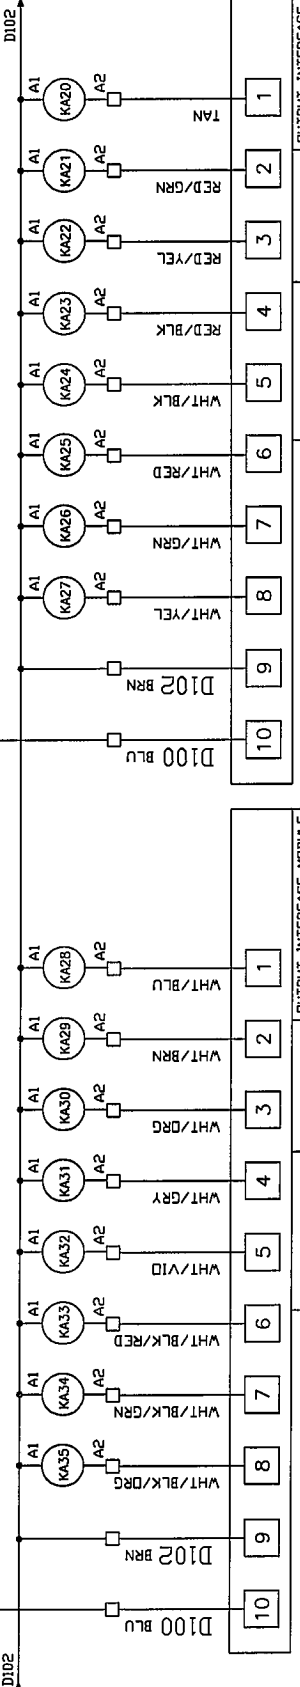 D102
A1 KA20 A2 TAN 1
A1 KA21 A2 RED/GRN 2
A1 KA22 A2 RED/YEL 3
A1 KA23 A2 RED/BLK 4
A1 KA24 A2 WHT/BLK 5
A1 KA25 A2 WHT/RED 6
A1 KA26 A2 WHT/GRN 7
A1 KA27 A2 WHT/YEL 8
D102 BRN 9
D100 BLU 10
OUTPUT INTERFACE
A1 KA28 A2 WHT/BLU 1
A1 KA29 A2 WHT/BRN 2
A1 KA30 A2 WHT/ORG 3
A1 KA31 A2 WHT/GRY 4
A1 KA32 A2 WHT/VIO 5
A1 KA33 A2 WHT/BLK/RED 6
A1 KA34 A2 WHT/BLK/GRN 7
A1 KA35 A2 WHT/BLK/ORG 8
D102 BRN 9
D100 BLU 10
OUTPUT INTERFACE MODULE
D102